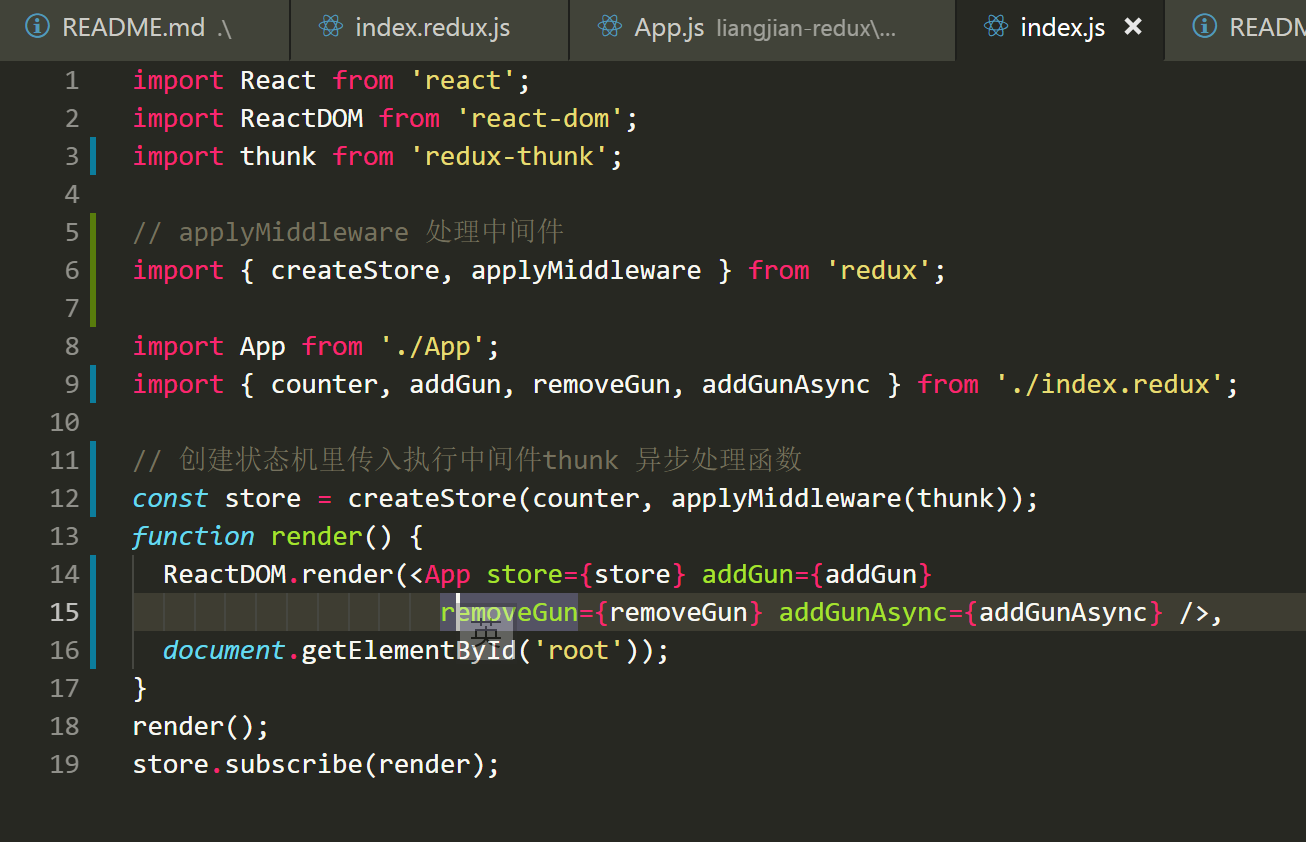 README.md .\ index.redux.js App.js liangjian-redux\... index.js READM
1 import React from 'react';
2 import ReactDOM from 'react-dom';
3 import thunk from 'redux-thunk';
4
5 // applyMiddleware 处理中间件
6 import { createStore, applyMiddleware } from 'redux';
7
8 import App from './App';
9 import { counter, addGun, removeGun, addGunAsync } from './index.redux';
10
11 // 创建状态机里传入执行中间件thunk 异步处理函数
12 const store = createStore(counter, applyMiddleware(thunk));
13 function render() {
14 ReactDOM.render(<App store={store} addGun={addGun}
15 removeGun={removeGun} addGunAsync={addGunAsync} />,
英
16 document.getElementById('root'));
17 }
18 render();
19 store.subscribe(render);